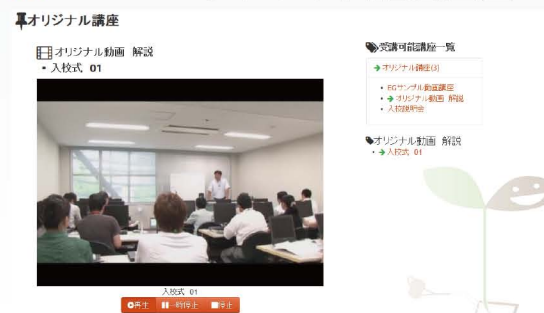 オリジナル講座
オリジナル動画 解説
入校式 01
入校式 01
再生 一時停止 停止
受講可能講座一覧
オリジナル講座(3)
EGサンプル動画講座
オリジナル動画 解説
入校説明会
オリジナル動画 解説
入校式 01